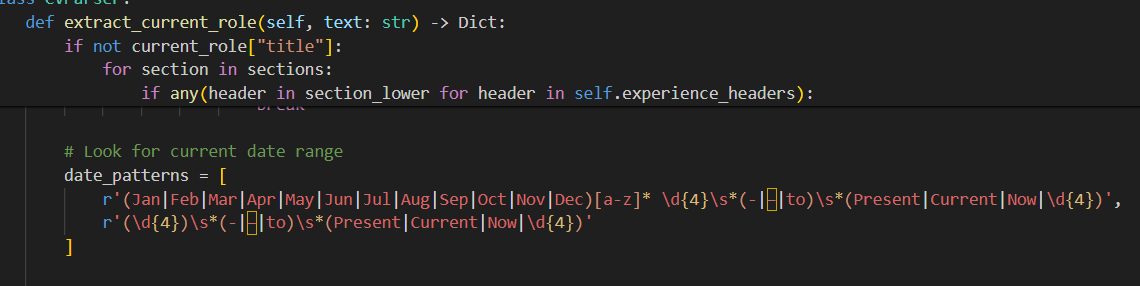 class CVParser:
def extract_current_role(self, text: str) -> Dict:
if not current_role["title"]:
for section in sections:
if any(header in section_lower for header in self.experience_headers):
break
# Look for current date range
date_patterns = [
r'(Jan|Feb|Mar|Apr|May|Jun|Jul|Aug|Sep|Oct|Nov|Dec)[a-z]* \d{4}\s*(-|–|to)\s*(Present|Current|Now|\d{4})',
r'(\d{4})\s*(-|–|to)\s*(Present|Current|Now|\d{4})'
]